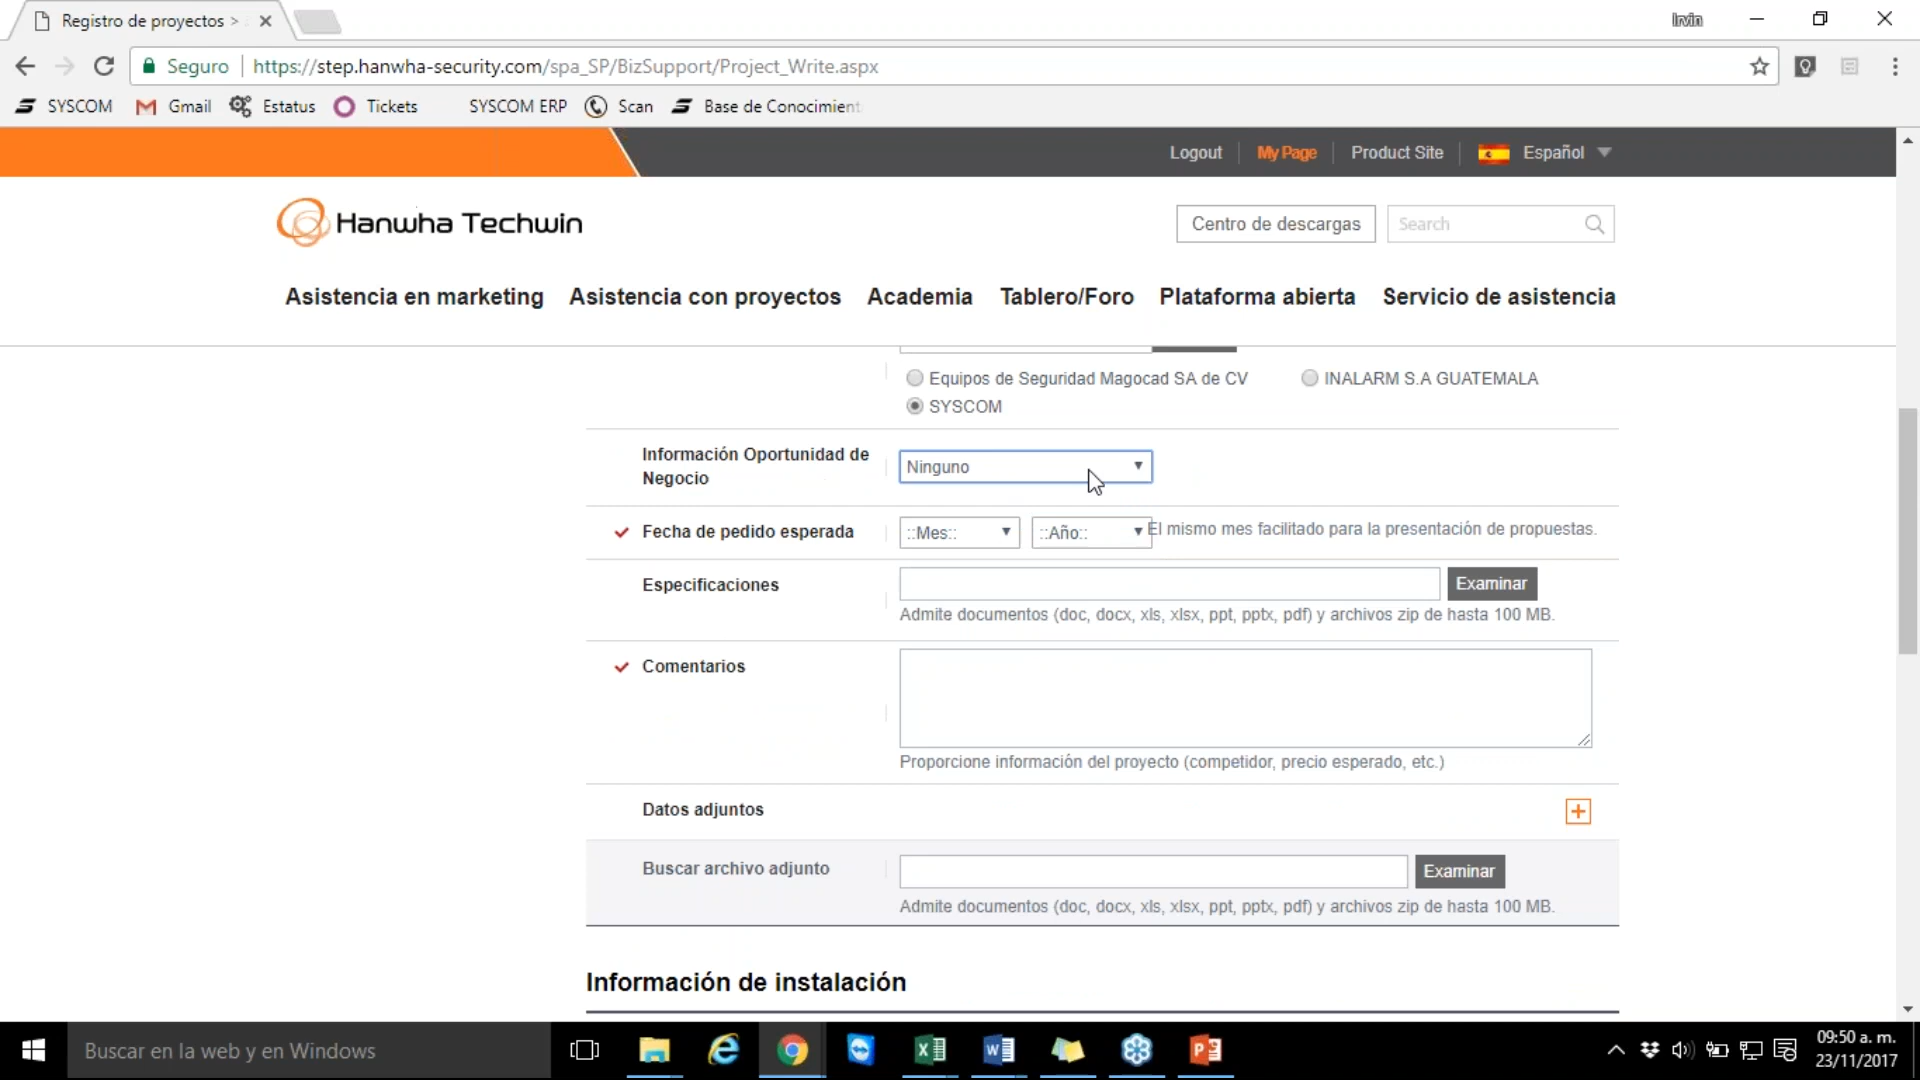 Registro de proyectos >
Irvin
Seguro | https://step.hanwha-security.com/spa_SP/BizSupport/Project_Write.aspx
SYSCOM Gmail Estatus Tickets SYSCOM ERP Scan Base de Conocimient
Logout My Page Product Site Español
Hanwha Techwin
Centro de descargas Search
Asistencia en marketing Asistencia con proyectos Academia Tablero/Foro Plataforma abierta Servicio de asistencia
Equipos de Seguridad Magocad SA de CV INALARM S.A GUATEMALA
SYSCOM
Información Oportunidad de
Negocio
Ninguno
Fecha de pedido esperada ::Mes:: ::Año:: El mismo mes facilitado para la presentación de propuestas.
Especificaciones Examinar
Admite documentos (doc, docx, xls, xlsx, ppt, pptx, pdf) y archivos zip de hasta 100 MB.
Comentarios
Proporcione información del proyecto (competidor, precio esperado, etc.)
Datos adjuntos
Buscar archivo adjunto Examinar
Admite documentos (doc, docx, xls, xlsx, ppt, pptx, pdf) y archivos zip de hasta 100 MB.
Información de instalación
Buscar en la web y en Windows
09:50 a. m.
23/11/2017